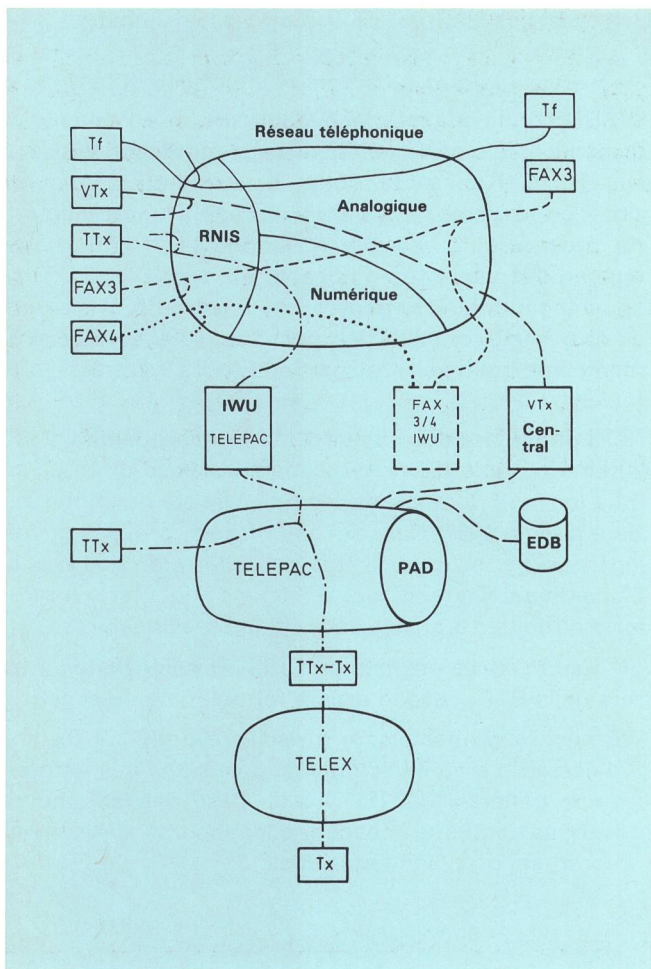 Tf
Réseau téléphonique
Tf
FAX3
VTx
Analogique
TTx
RNIS
FAX3
Numérique
FAX4
IWU
TELEPAC
FAX
3/4
IWU
VTx
Cen-
tral
TTx
TELEPAC
PAD
EDB
TTx-Tx
TELEX
Tx